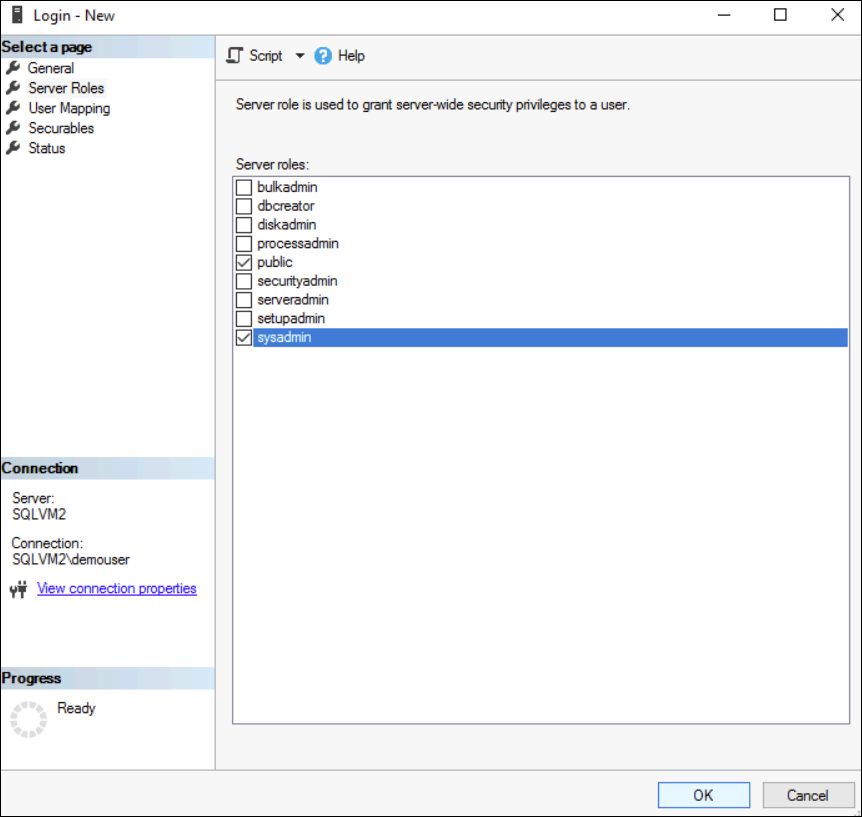 Login - New
Select a page
General
Server Roles
User Mapping
Securables
Status
Script
Help
Server role is used to grant server-wide security privileges to a user.
Server roles:
bulkadmin
dbcreator
diskadmin
processadmin
public
securityadmin
serveradmin
setupadmin
sysadmin
Connection
Server:
SQLVM2
Connection:
SQLVM2\demouser
View connection properties
Progress
Ready
OK
Cancel